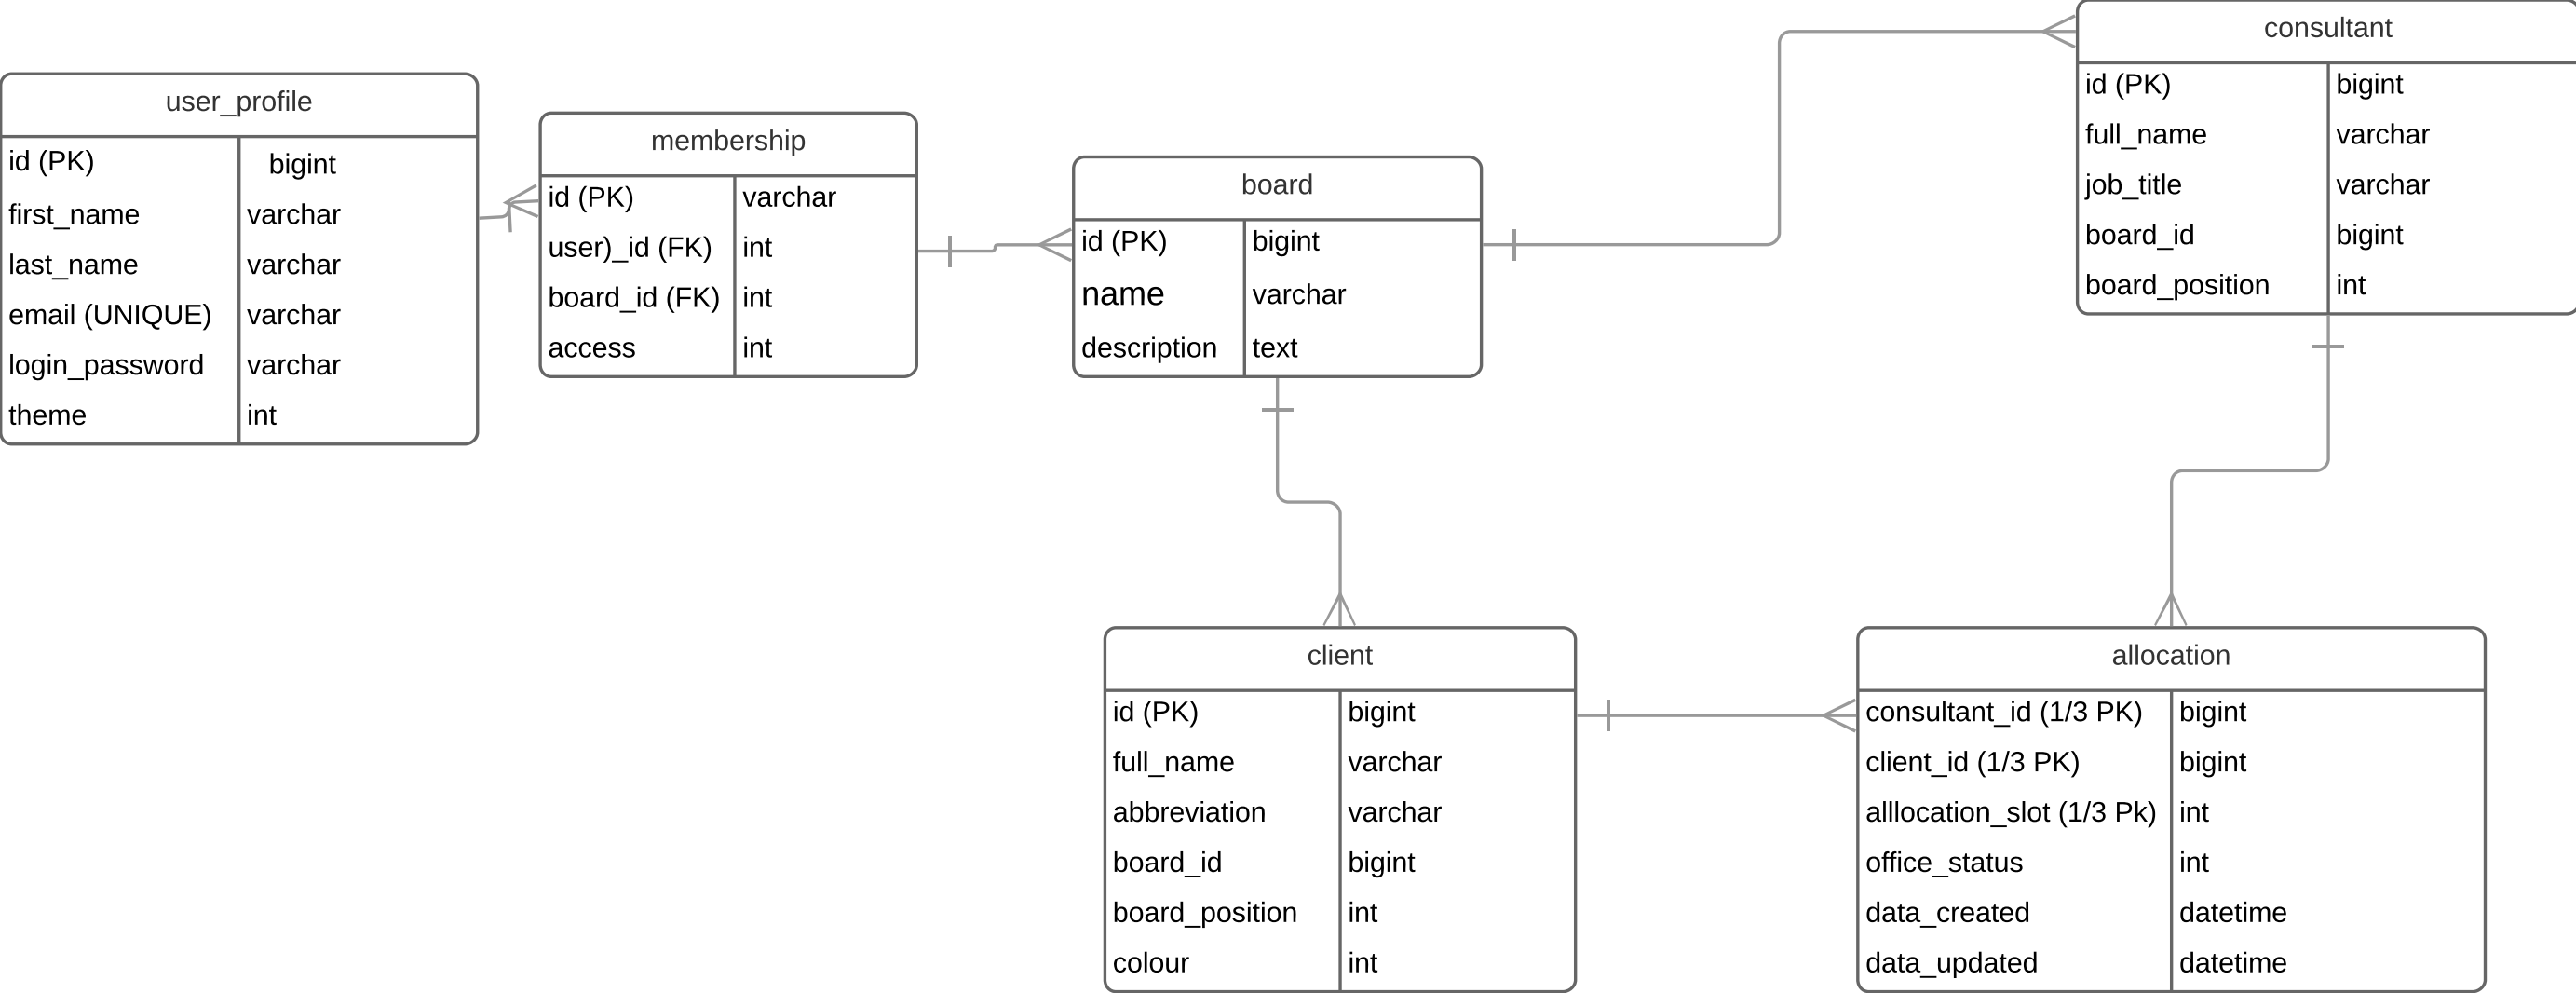 user_profile
id (PK) bigint
first_name varchar
last_name varchar
email (UNIQUE) varchar
login_password varchar
theme int
membership
id (PK) varchar
user)_id (FK) int
board_id (FK) int
access int
board
id (PK) bigint
name varchar
description text
consultant
id (PK) bigint
full_name varchar
job_title varchar
board_id bigint
board_position int
client
id (PK) bigint
full_name varchar
abbreviation varchar
board_id bigint
board_position int
colour int
allocation
consultant_id (1/3 PK) bigint
client_id (1/3 PK) bigint
alllocation_slot (1/3 Pk) int
office_status int
data_created datetime
data_updated datetime